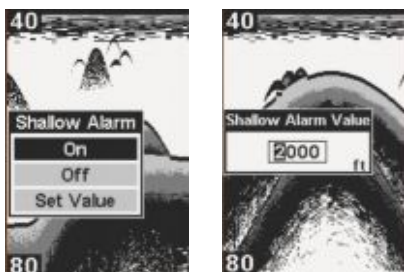 40
Shallow Alarm
On
Off
Set Value
80
40
Shallow Alarm Value
2000
ft
80